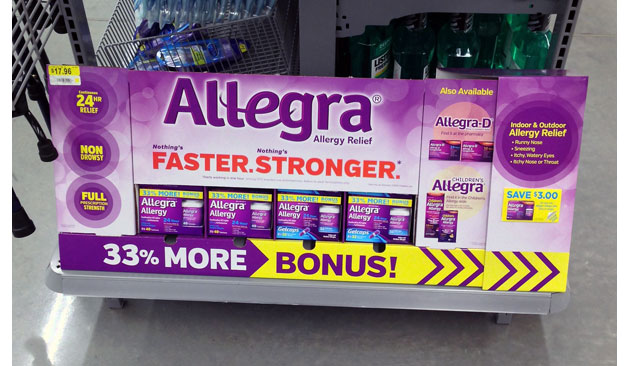 $17.96
Continuous
24HR
RELIEF
NON
DROWSY
FULL
PRESCRIPTION
STRENGTH
Allegra®
Allergy Relief
Nothing's
Nothing's
FASTER. STRONGER.*
Also Available
Allegra-D
CHILDREN'S
Allegra
Indoor & Outdoor
Allergy Relief
• Runny Nose
• Sneezing
• Itchy, Watery Eyes
• Itchy Nose or Throat
SAVE $3.00
33% MORE! BONUS
Allegra
Allergy
33% MORE! BONUS
Allegra
Allergy
33% MORE! BONUS
Allegra
Allergy
Gelcaps
33% MORE! BONUS
Allegra
Allergy
Gelcaps
33% MORE BONUS!